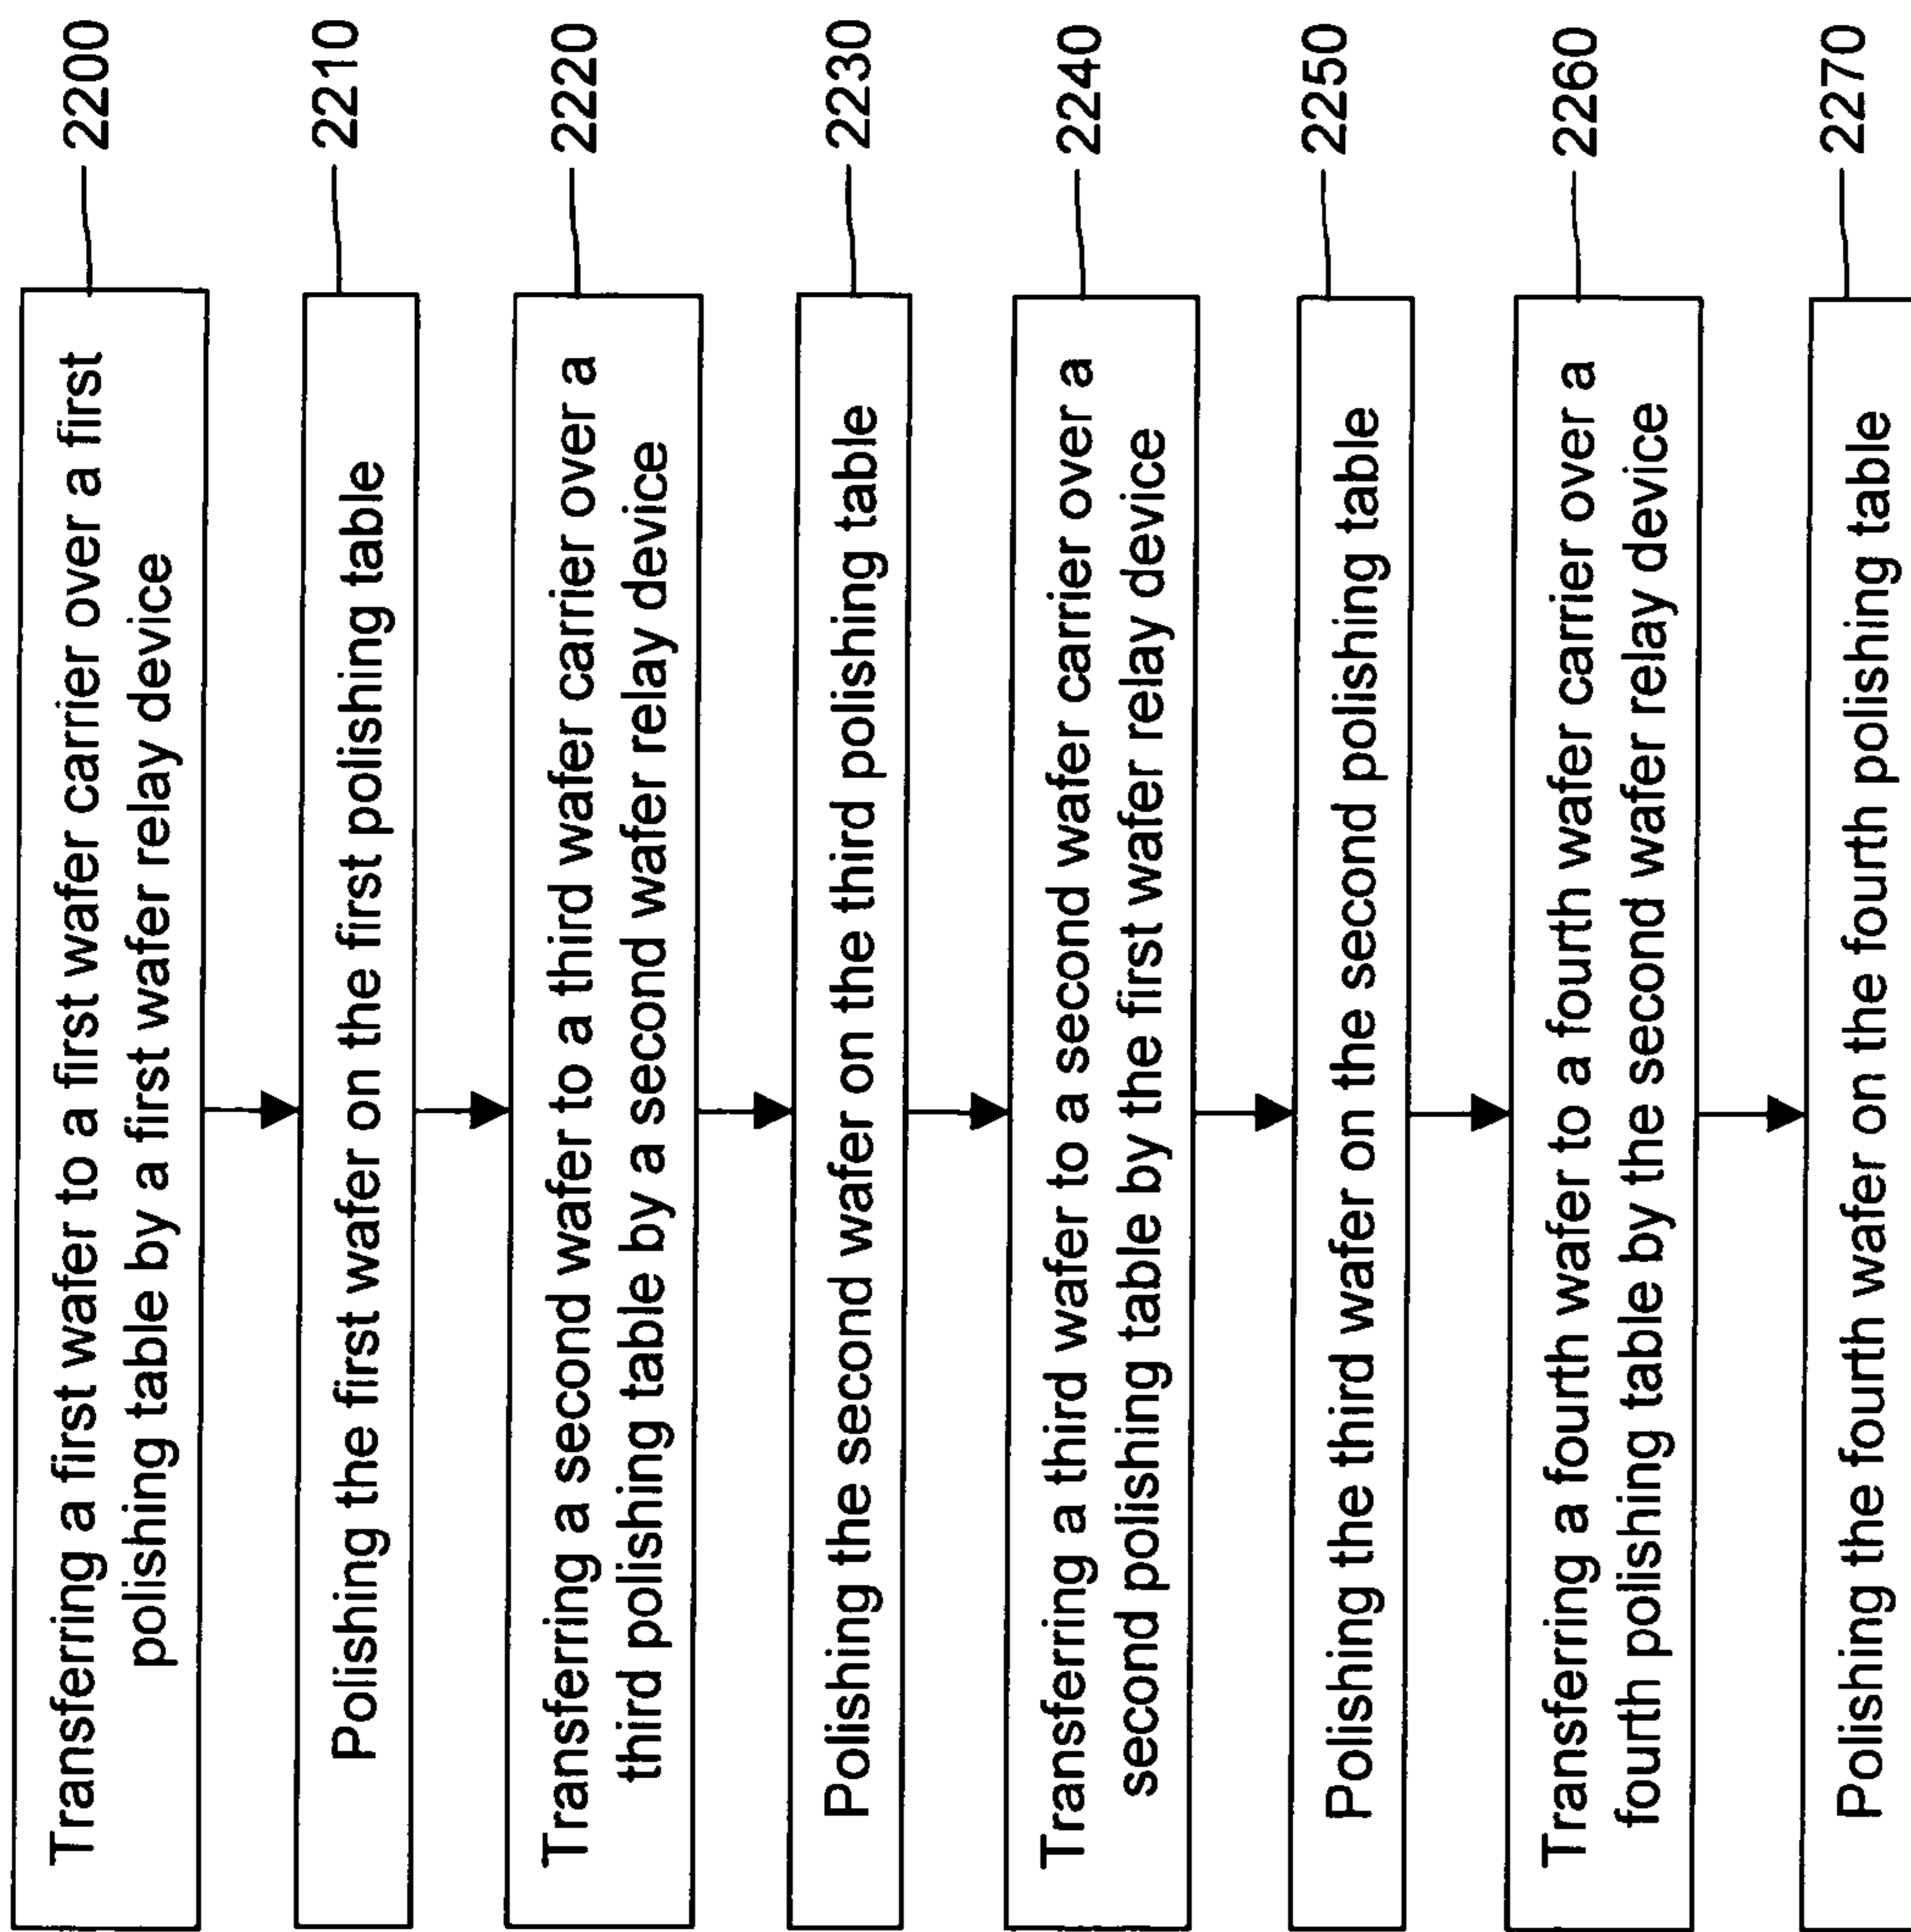 Transferring a first wafer to a first wafer carrier over a first
polishing table by a first wafer relay device
2200
Polishing the first wafer on the first polishing table
2210
Transferring a second wafer to a third wafer carrier over a
third polishing table by a second wafer relay device
2220
Polishing the second wafer on the third polishing table
2230
Transferring a third wafer to a second wafer carrier over a
second polishing table by the first wafer relay device
2240
Polishing the third wafer on the second polishing table
2250
Transferring a fourth wafer to a fourth wafer carrier over a
fourth polishing table by the second wafer relay device
2260
Polishing the fourth wafer on the fourth polishing table
2270